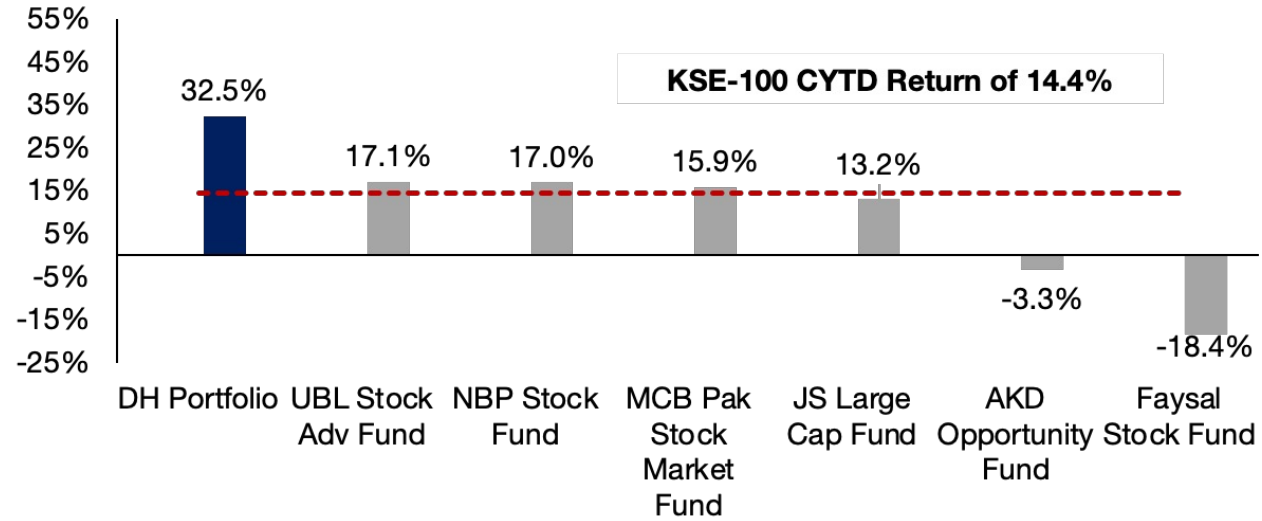 55%
45%
35%
25%
15%
5%
-5%
-15%
-25%
KSE-100 CYTD Return of 14.4%
32.5%
17.1%
17.0%
15.9%
13.2%
-3.3%
-18.4%
DH Portfolio
UBL Stock
Adv Fund
NBP Stock
Fund
MCB Pak
Stock
Market
Fund
JS Large
Cap Fund
AKD
Opportunity
Fund
Faysal
Stock Fund